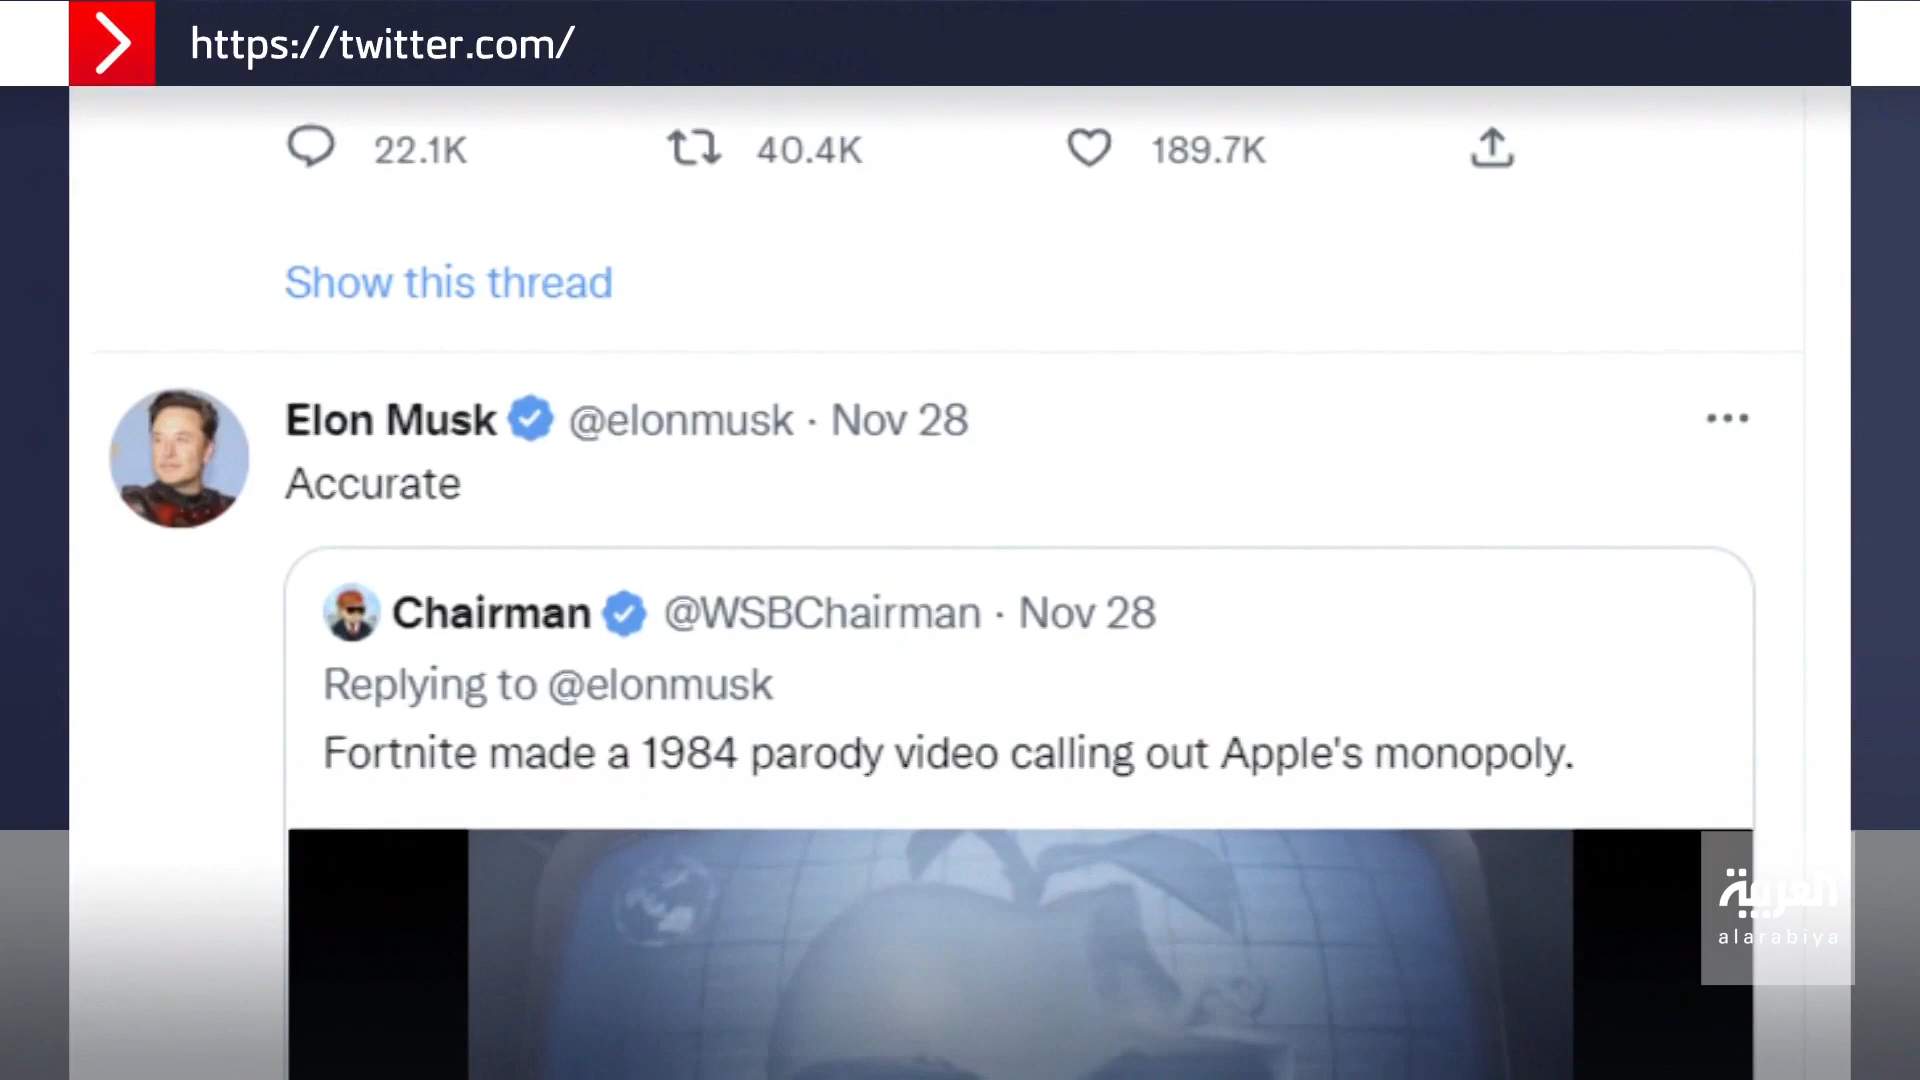 https://twitter.com/
22.1K 40.4K 189.7K
Show this thread
Elon Musk @elonmusk · Nov 28
Accurate
Chairman @WSBChairman · Nov 28
Replying to @elonmusk
Fortnite made a 1984 parody video calling out Apple's monopoly.
العربية
alarabiya